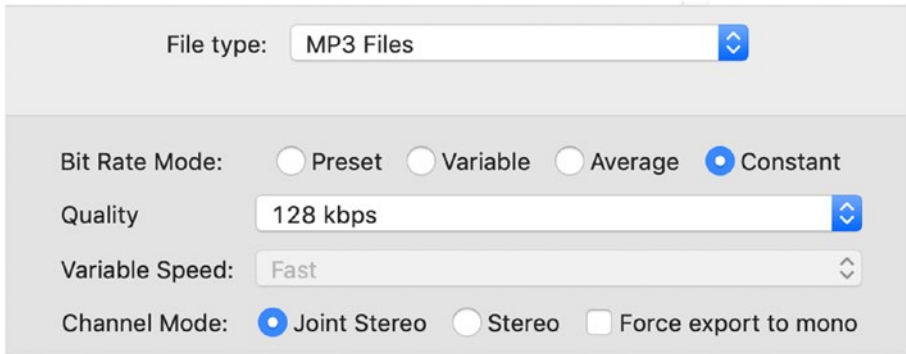 File type: MP3 Files
Bit Rate Mode: Preset Variable Average Constant
Quality 128 kbps
Variable Speed: Fast
Channel Mode: Joint Stereo Stereo Force export to mono